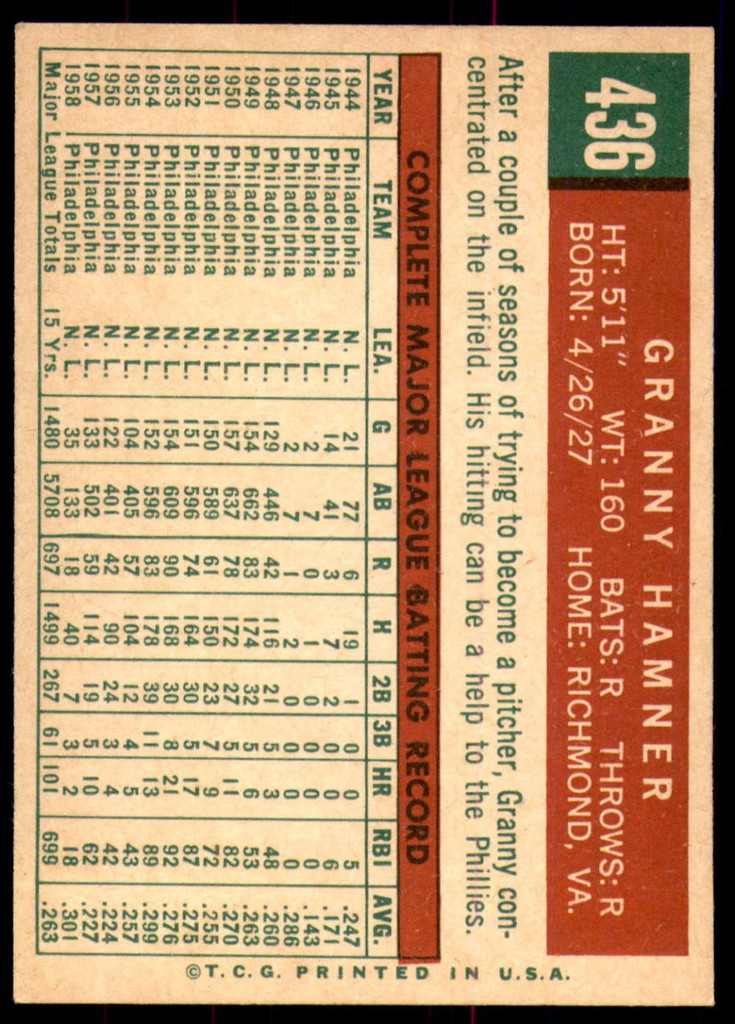 436
GRANNY HAMNER
HT: 5'11" WT: 160 BATS: R THROWS: R
BORN: 4/26/27 HOME: RICHMOND, VA.
After a couple of seasons of trying to become a pitcher, Granny con-
centrated on the infield. His hitting can be a help to the Phillies.
COMPLETE MAJOR LEAGUE BATTING RECORD
YEAR TEAM LEA. G AB R H 2B 3B HR RBI AVG.
1944 Philadelphia N. L. 21 77 6 19 1 0 0 5 .247
1945 Philadelphia N. L. 14 41 3 7 2 0 0 6 .171
1946 Philadelphia N. L. 2 7 0 1 0 0 0 0 .143
1947 Philadelphia N. L. 2 7 1 2 0 0 0 0 .286
1948 Philadelphia N. L. 129 446 42 116 21 5 3 48 .260
1949 Philadelphia N. L. 154 662 83 174 32 5 6 53 .263
1950 Philadelphia N. L. 157 637 78 172 27 5 11 82 .270
1951 Philadelphia N. L. 150 589 61 150 23 7 9 72 .255
1952 Philadelphia N. L. 151 596 74 164 30 5 17 87 .275
1953 Philadelphia N. L. 154 609 90 168 30 8 21 92 .276
1954 Philadelphia N. L. 152 596 83 178 39 11 13 89 .299
1955 Philadelphia N. L. 104 405 57 104 12 4 5 43 .257
1956 Philadelphia N. L. 122 401 42 90 24 3 4 42 .224
1957 Philadelphia N. L. 133 502 59 114 19 5 10 62 .227
1958 Philadelphia N. L. 35 133 18 40 7 3 2 18 .301
Major League Totals 15 Yrs. 1480 5708 697 1499 267 61 101 699 .263
©T.C.G. PRINTED IN U.S.A.